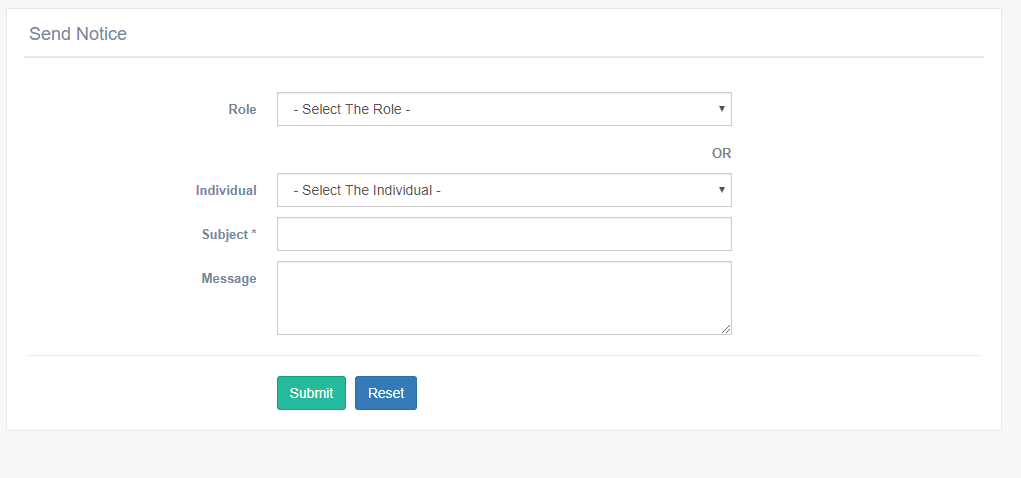 Send Notice
Role
- Select The Role -
OR
Individual
- Select The Individual -
Subject *
Message
Submit Reset